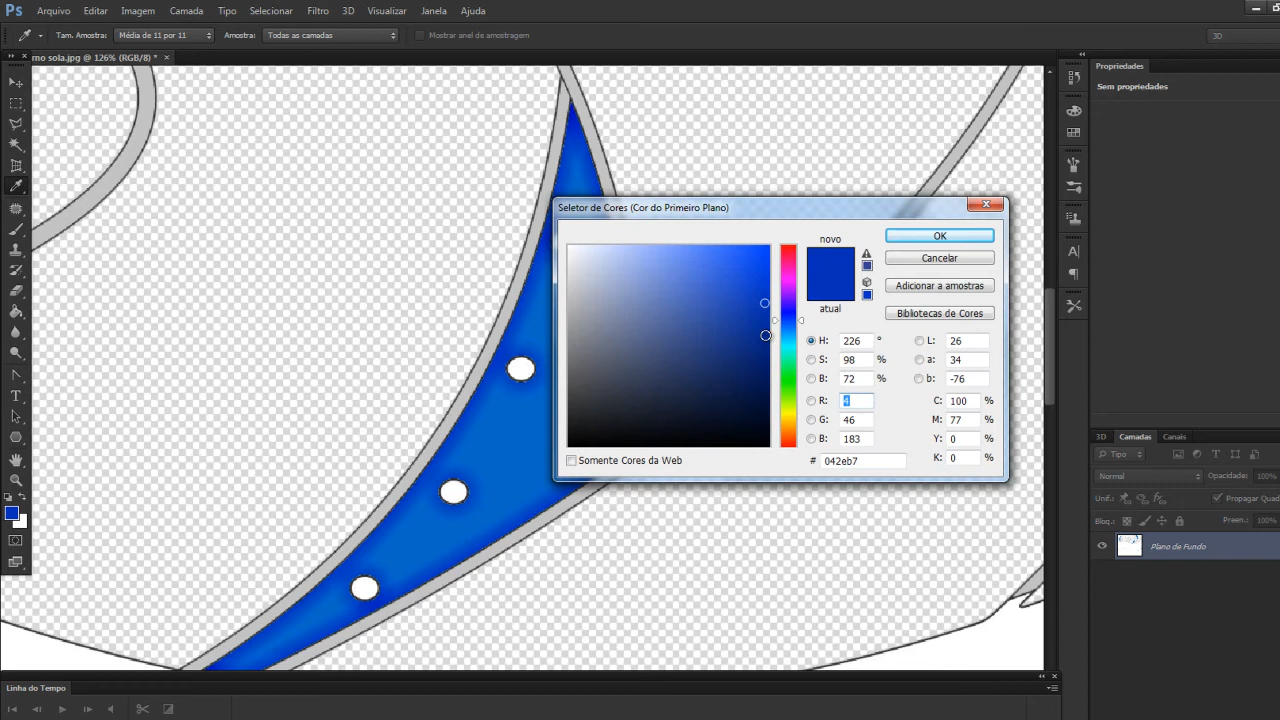 Ps Arquivo Editar Imagem Camada Tipo Selecionar Filtro 3D Visualizar Janela Ajuda
Tam. Amostra: Média de 11 por 11 Amostra: Todas as camadas Mostrar anel de amostragem 3D
rno sola.jpg @ 126% (RGB/8) *
Propriedades
Sem propriedades
Seletor de Cores (Cor do Primeiro Plano)
novo
atual
OK
Cancelar
Adicionar a amostras
Bibliotecas de Cores
H: 226 ° L: 26
S: 98 % a: 34
B: 72 % b: -76
R: 4 C: 100 %
G: 46 M: 77 %
B: 183 Y: 0 %
# 042eb7 K: 0 %
Somente Cores da Web
3D Camadas Canais
Tipo
Normal Opacidade: 100%
Unif.: Propagar Quad
Bloq.: Preen.: 100%
Plano de Fundo
Linha do Tempo